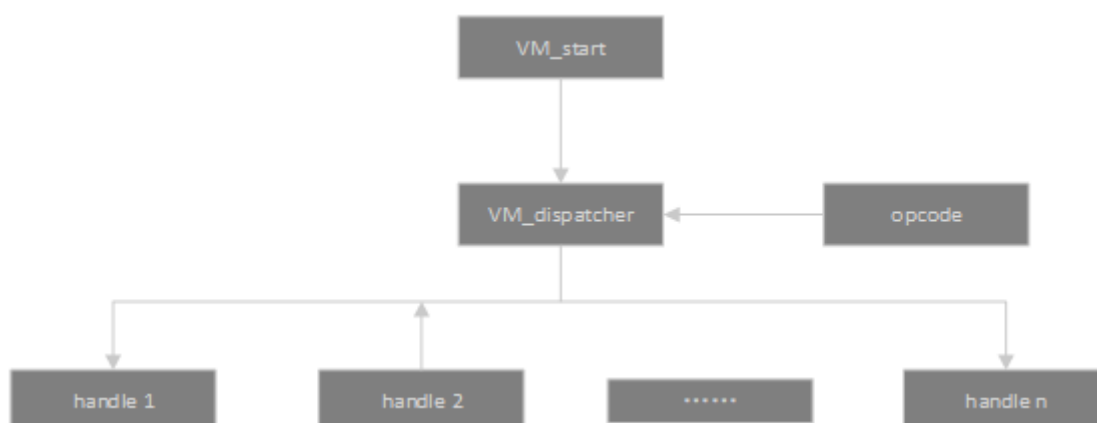 VM_start
VM_dispatcher
opcode
handle 1
handle 2
······
handle n